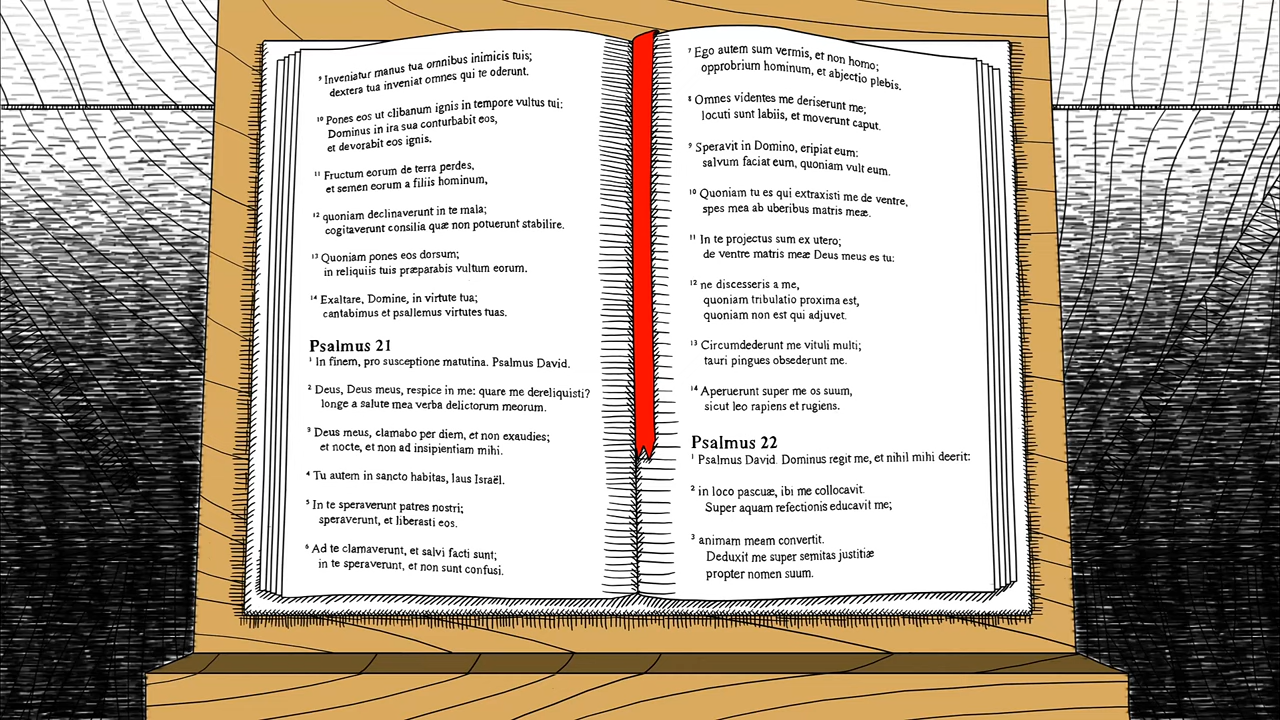 ⁹ Inveniatur manus tua omnibus inimicis tuis;
dextera tua inveniat omnes qui te oderunt.
¹⁰ Pones eos ut clibanum ignis in tempore vultus tui:
Dominus in ira sua conturbabit eos,
et devorabit eos ignis.
¹¹ Fructum eorum de terra perdes,
et semen eorum a filiis hominum,
¹² quoniam declinaverunt in te mala;
cogitaverunt consilia quæ non potuerunt stabilire.
¹³ Quoniam pones eos dorsum;
in reliquiis tuis præparabis vultum eorum.
¹⁴ Exaltare, Domine, in virtute tua;
cantabimus et psallemus virtutes tuas.
Psalmus 21
¹ In finem, pro susceptione matutina. Psalmus David.
² Deus, Deus meus, respice in me: quare me dereliquisti?
longe a salute mea verba delictorum meorum.
³ Deus meus, clamabo per diem, et non exaudies;
et nocte, et non ad insipientiam mihi.
⁴ Tu autem in sancto habitas, laus Israël.
⁵ In te speraverunt patres nostri;
speraverunt, et liberasti eos.
⁶ Ad te clamaverunt, et salvi facti sunt;
in te speraverunt, et non sunt confusi.
⁷ Ego autem sum vermis, et non homo;
opprobrium hominum, et abjectio plebis.
⁸ Omnes videntes me deriserunt me;
locuti sunt labiis, et moverunt caput.
⁹ Speravit in Domino, eripiat eum:
salvum faciat eum, quoniam vult eum.
¹⁰ Quoniam tu es qui extraxisti me de ventre,
spes mea ab uberibus matris meæ.
¹¹ In te projectus sum ex utero;
de ventre matris meæ Deus meus es tu:
¹² ne discesseris a me,
quoniam tribulatio proxima est,
quoniam non est qui adjuvet.
¹³ Circumdederunt me vituli multi;
tauri pingues obsederunt me.
¹⁴ Aperuerunt super me os suum,
sicut leo rapiens et rugiens.
Psalmus 22
¹ Psalmus David. Dominus regit me, et nihil mihi deerit:
² in loco pascuæ, ibi me collocavit.
Super aquam refectionis educavit me;
³ animam meam convertit.
Deduxit me super semitas justitiæ
propter nomen suum.